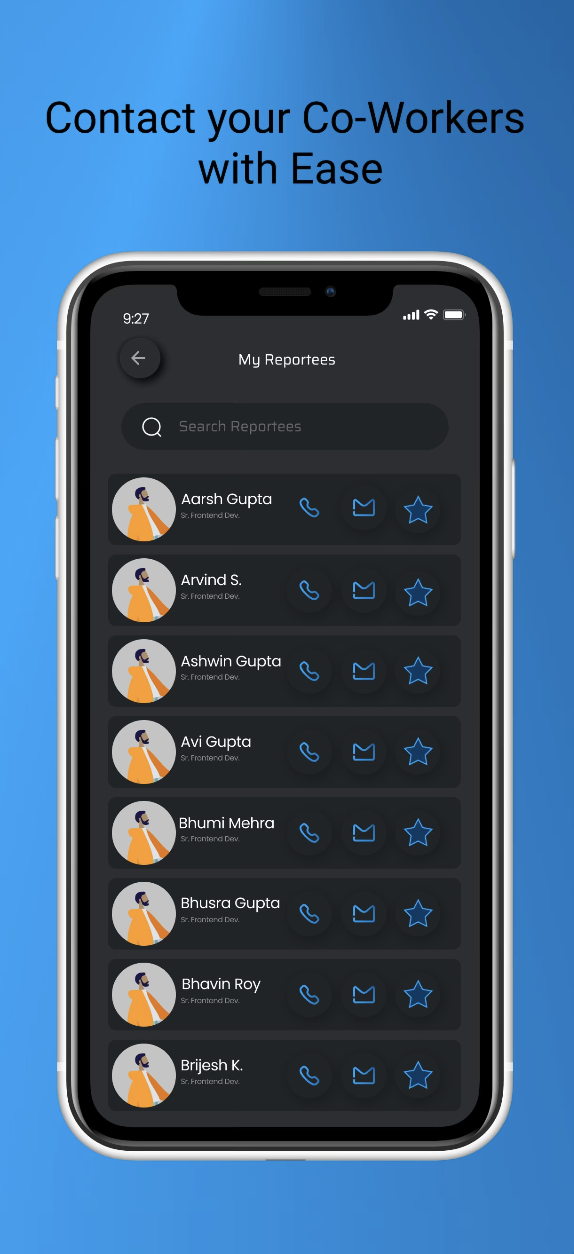 Contact your Co-Workers
with Ease
9:27
My Reportees
Search Reportees
Aarsh Gupta
Sr. Frontend Dev.
Arvind S.
Sr. Frontend Dev.
Ashwin Gupta
Sr. Frontend Dev.
Avi Gupta
Sr. Frontend Dev.
Bhumi Mehra
Sr. Frontend Dev.
Bhusra Gupta
Sr. Frontend Dev.
Bhavin Roy
Sr. Frontend Dev.
Brijesh K.
Sr. Frontend Dev.